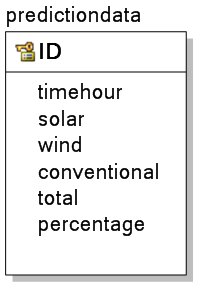 predictiondata
ID
timehour
solar
wind
conventional
total
percentage